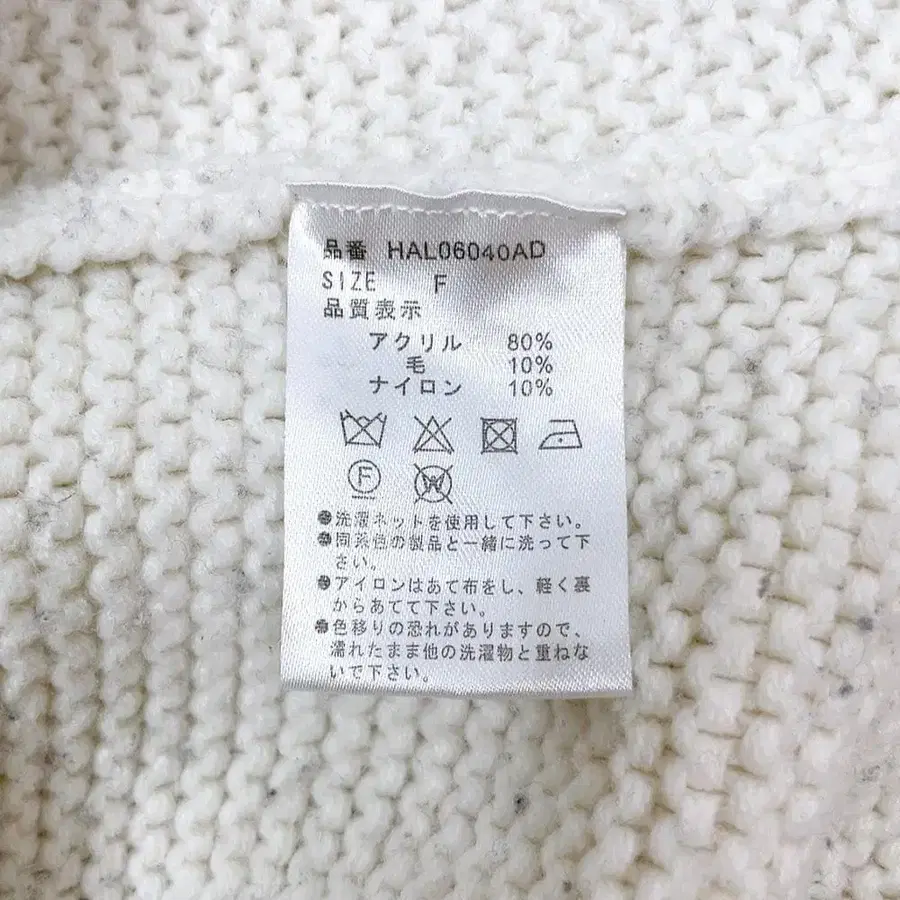 品番 HAL06040AD
SIZE F
品質表示
アクリル 80%
毛 10%
ナイロン 10%
F W
●洗濯ネットを使用して下さい。
●同系色の製品と一緒に洗って下
さい。
●アイロンはあて布をし、軽く裏
からあてて下さい。
●色移りの恐れがありますので、
濡れたまま他の洗濯物と重ねな
いで下さい。